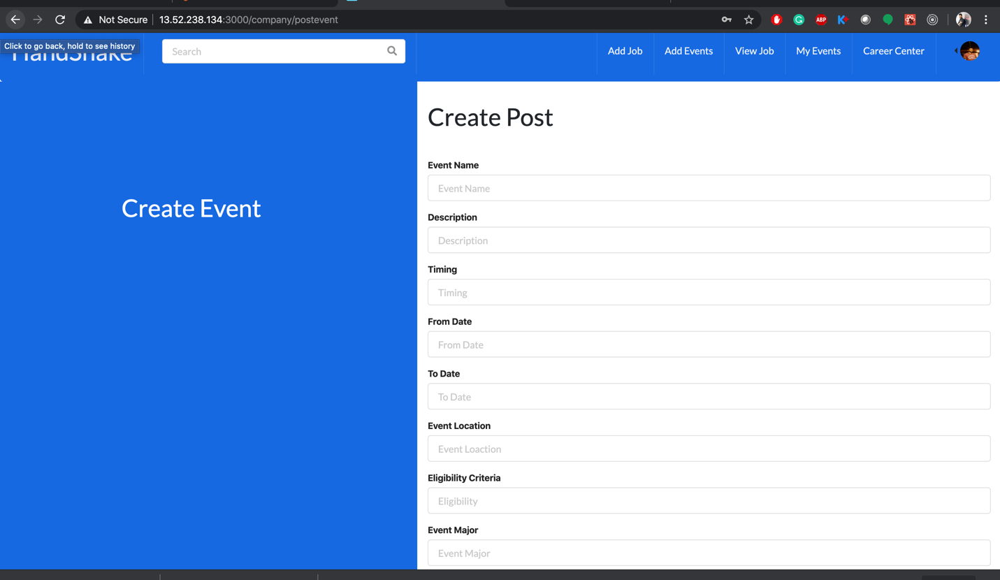 Not Secure 13.52.238.134:3000/company/postevent
ABP
Click to go back, hold to see history
HandShake
Search
Add Job
Add Events
View Job
My Events
Career Center
Create Event
Create Post
Event Name
Event Name
Description
Description
Timing
Timing
From Date
From Date
To Date
To Date
Event Location
Event Loaction
Eligibility Criteria
Eligibility
Event Major
Event Major